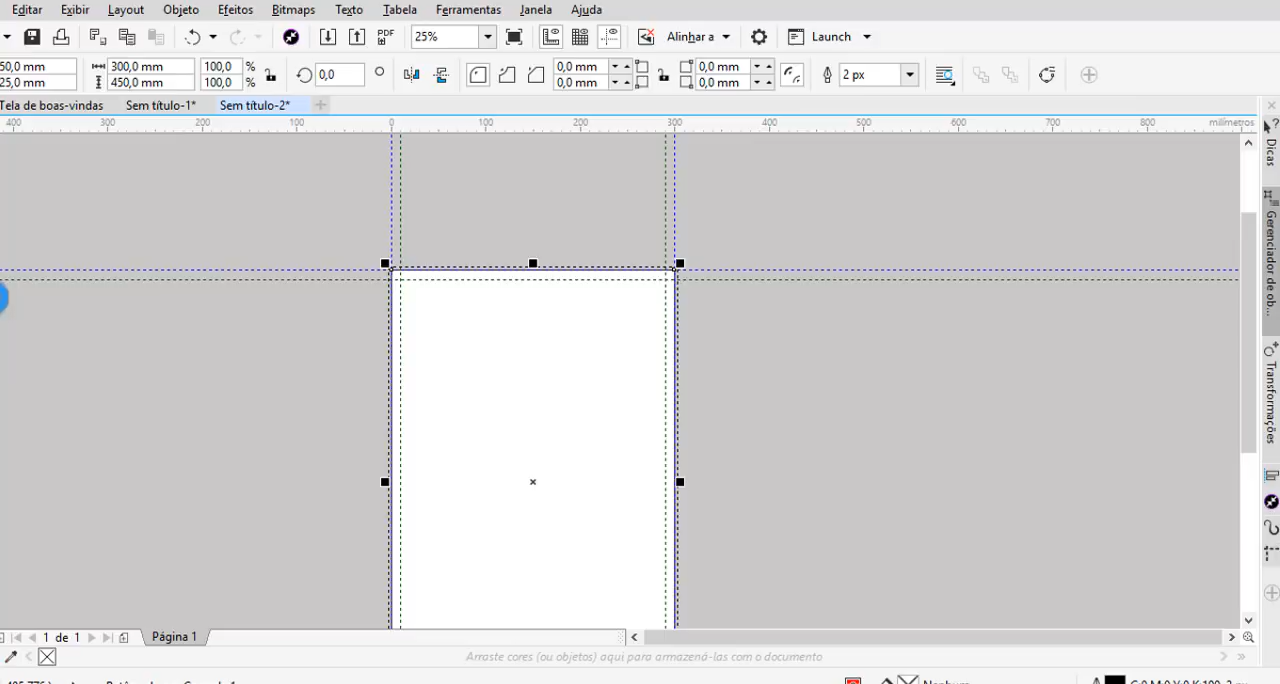 Editar Exibir Layout Objeto Efeitos Bitmaps Texto Tabela Ferramentas Janela Ajuda
PDF 25% Alinhar a Launch
50,0 mm 300,0 mm 100,0 % 0,0 0,0 mm 0,0 mm 2 px
25,0 mm 450,0 mm 100,0 % 0,0 mm 0,0 mm
Tela de boas-vindas Sem título-1* Sem título-2*
400 300 200 100 0 100 200 300 400 500 600 700 800 milímetros
Dicas
Gerenciador de ob...
Transformações
1 de 1 Página 1
Arraste cores (ou objetos) aqui para armazená-las com o documento